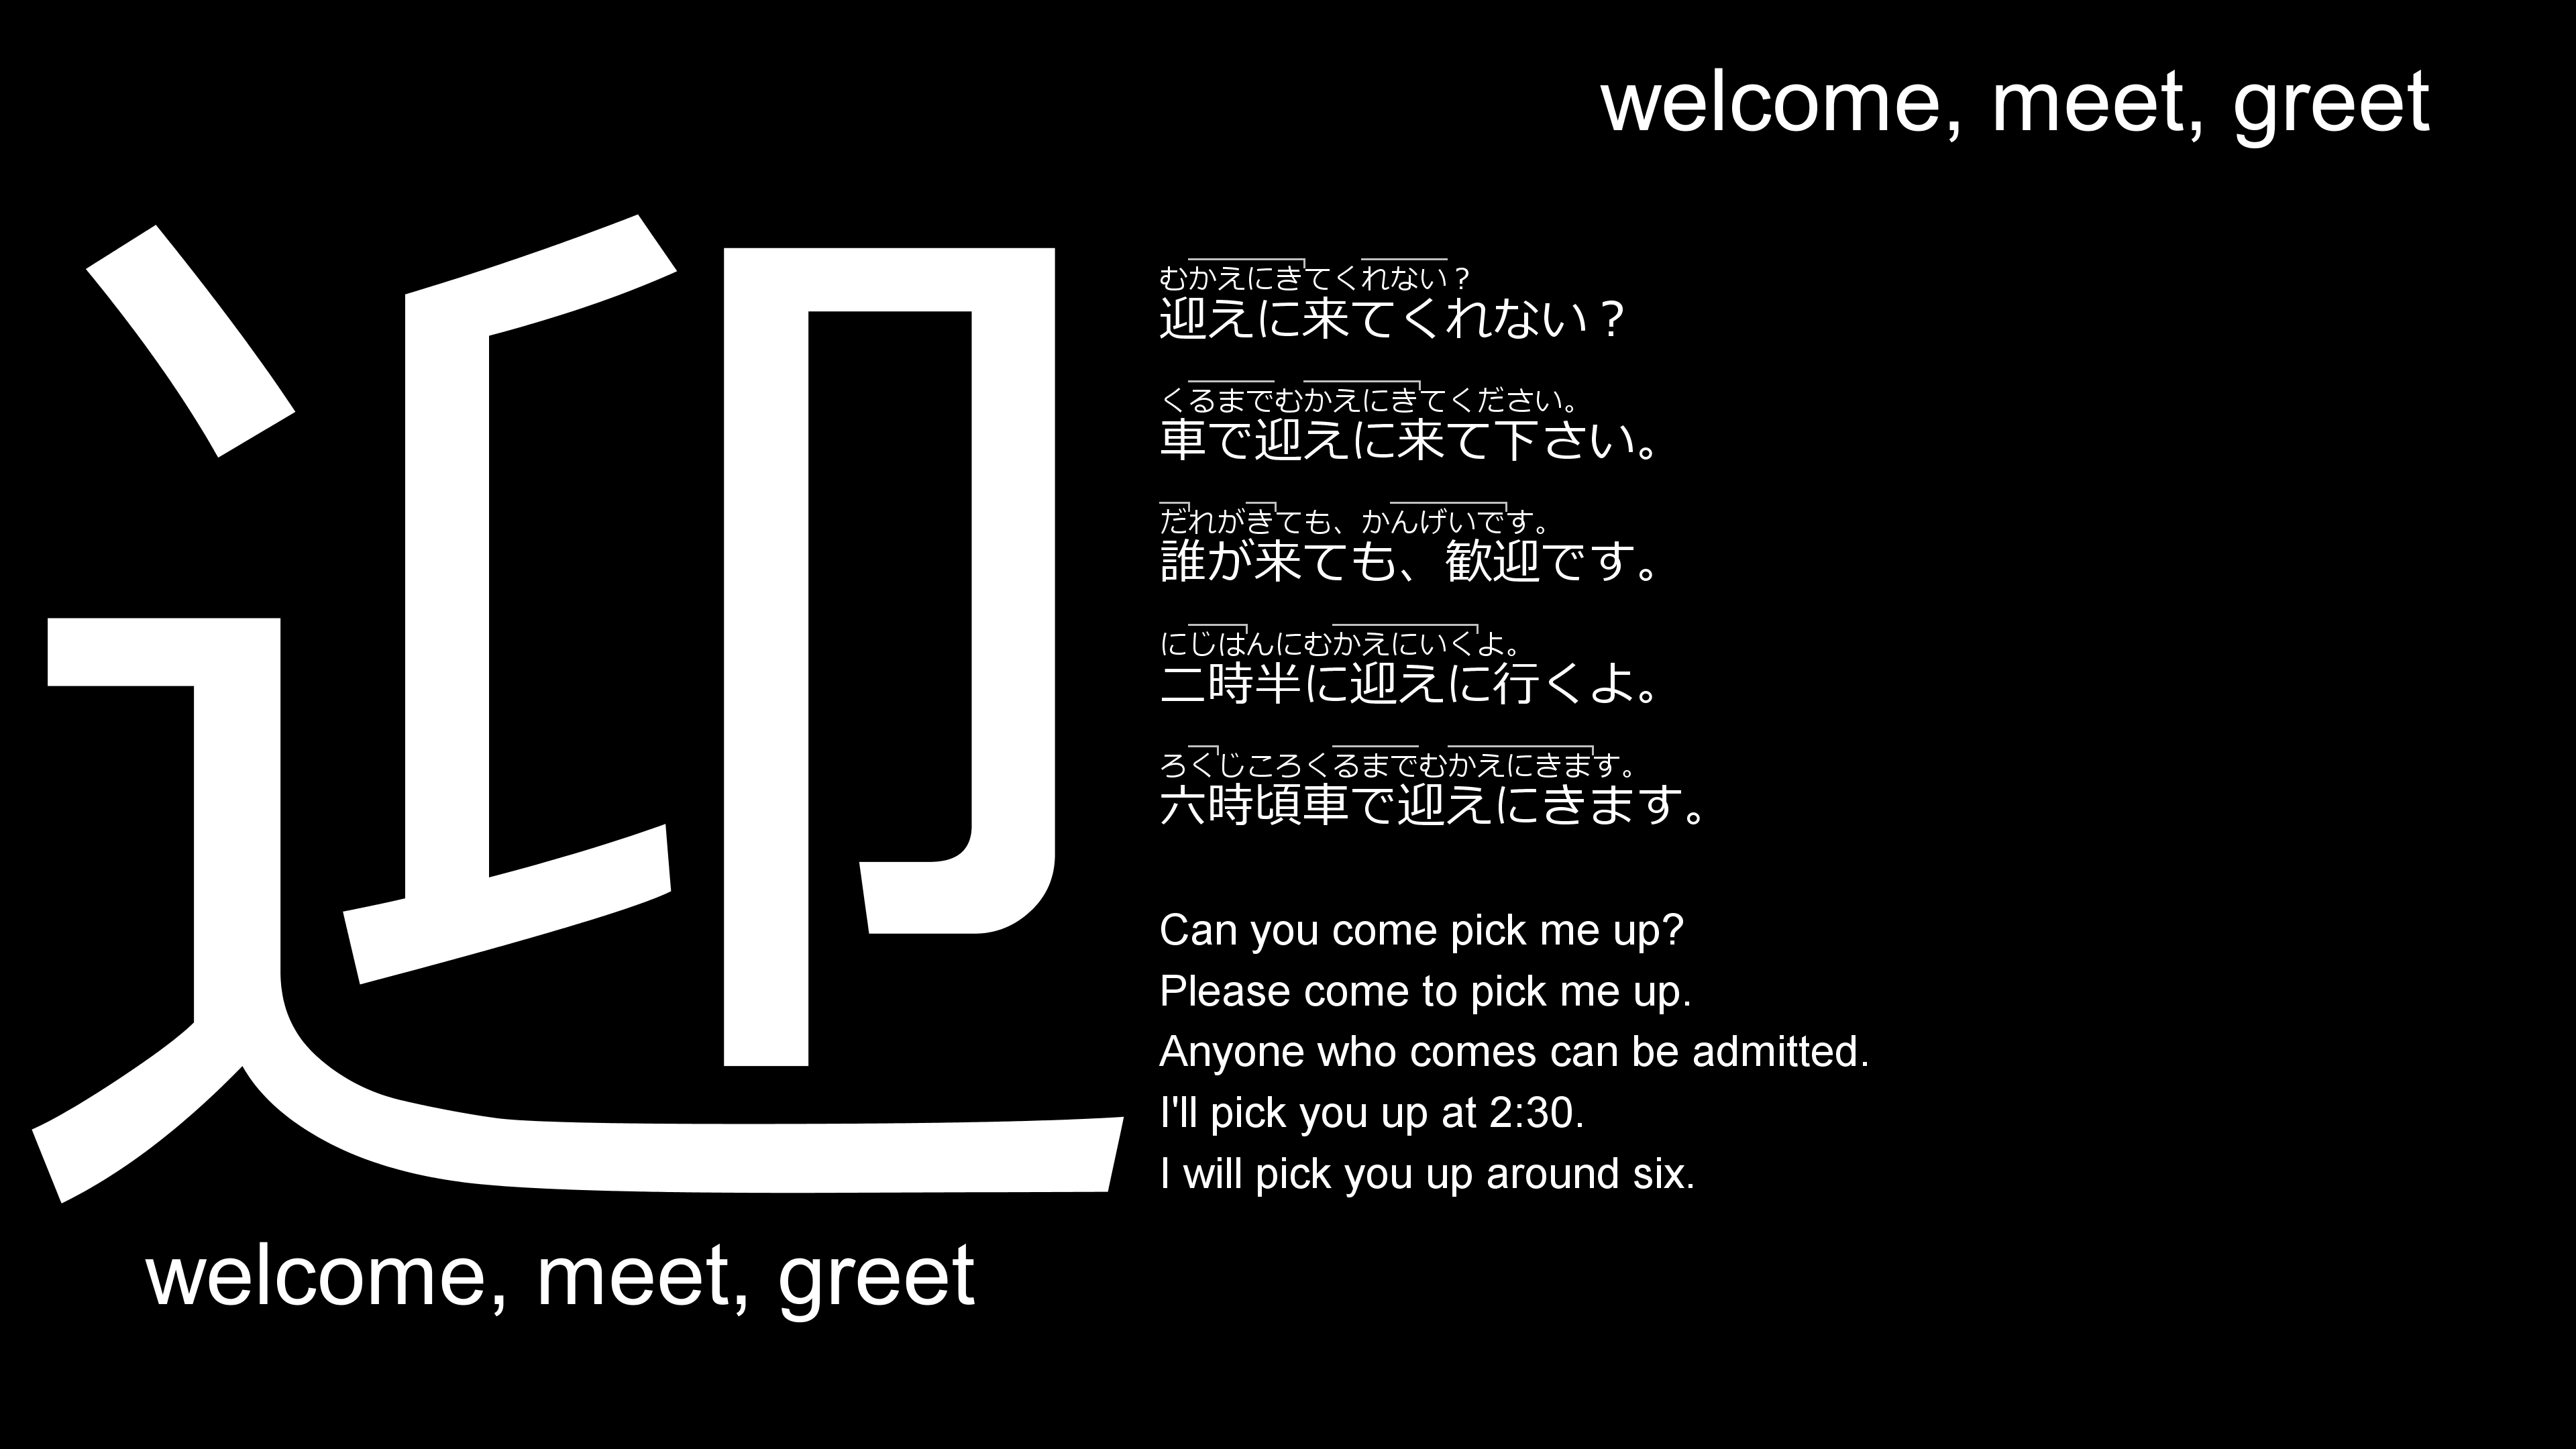 welcome, meet, greet
迎
welcome, meet, greet
むかえにきてくれない？
迎えに来てくれない？
くるまでむかえにきてください。
車で迎えに来て下さい。
だれがきても、かんげいです。
誰が来ても、歓迎です。
にじはんにむかえにいくよ。
二時半に迎えに行くよ。
ろくじころくるまでむかえにきます。
六時頃車で迎えにきます。
Can you come pick me up?
Please come to pick me up.
Anyone who comes can be admitted.
I'll pick you up at 2:30.
I will pick you up around six.